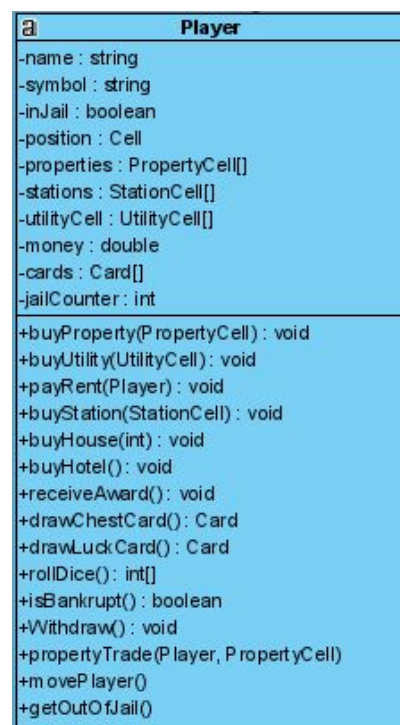 a
Player
-name : string
-symbol : string
-inJail : boolean
-position : Cell
-properties : PropertyCell[]
-stations : StationCell[]
-utilityCell : UtilityCell[]
-money : double
-cards : Card[]
-jailCounter : int
+buyProperty(PropertyCell) : void
+buyUtility(UtilityCell) : void
+payRent(Player) : void
+buyStation(StationCell) : void
+buyHouse(int) : void
+buyHotel() : void
+receiveAward() : void
+drawChestCard() : Card
+drawLuckCard() : Card
+rollDice() : int[]
+isBankrupt() : boolean
+Withdraw() : void
+propertyTrade(Player, PropertyCell)
+movePlayer()
+getOutOfJail()